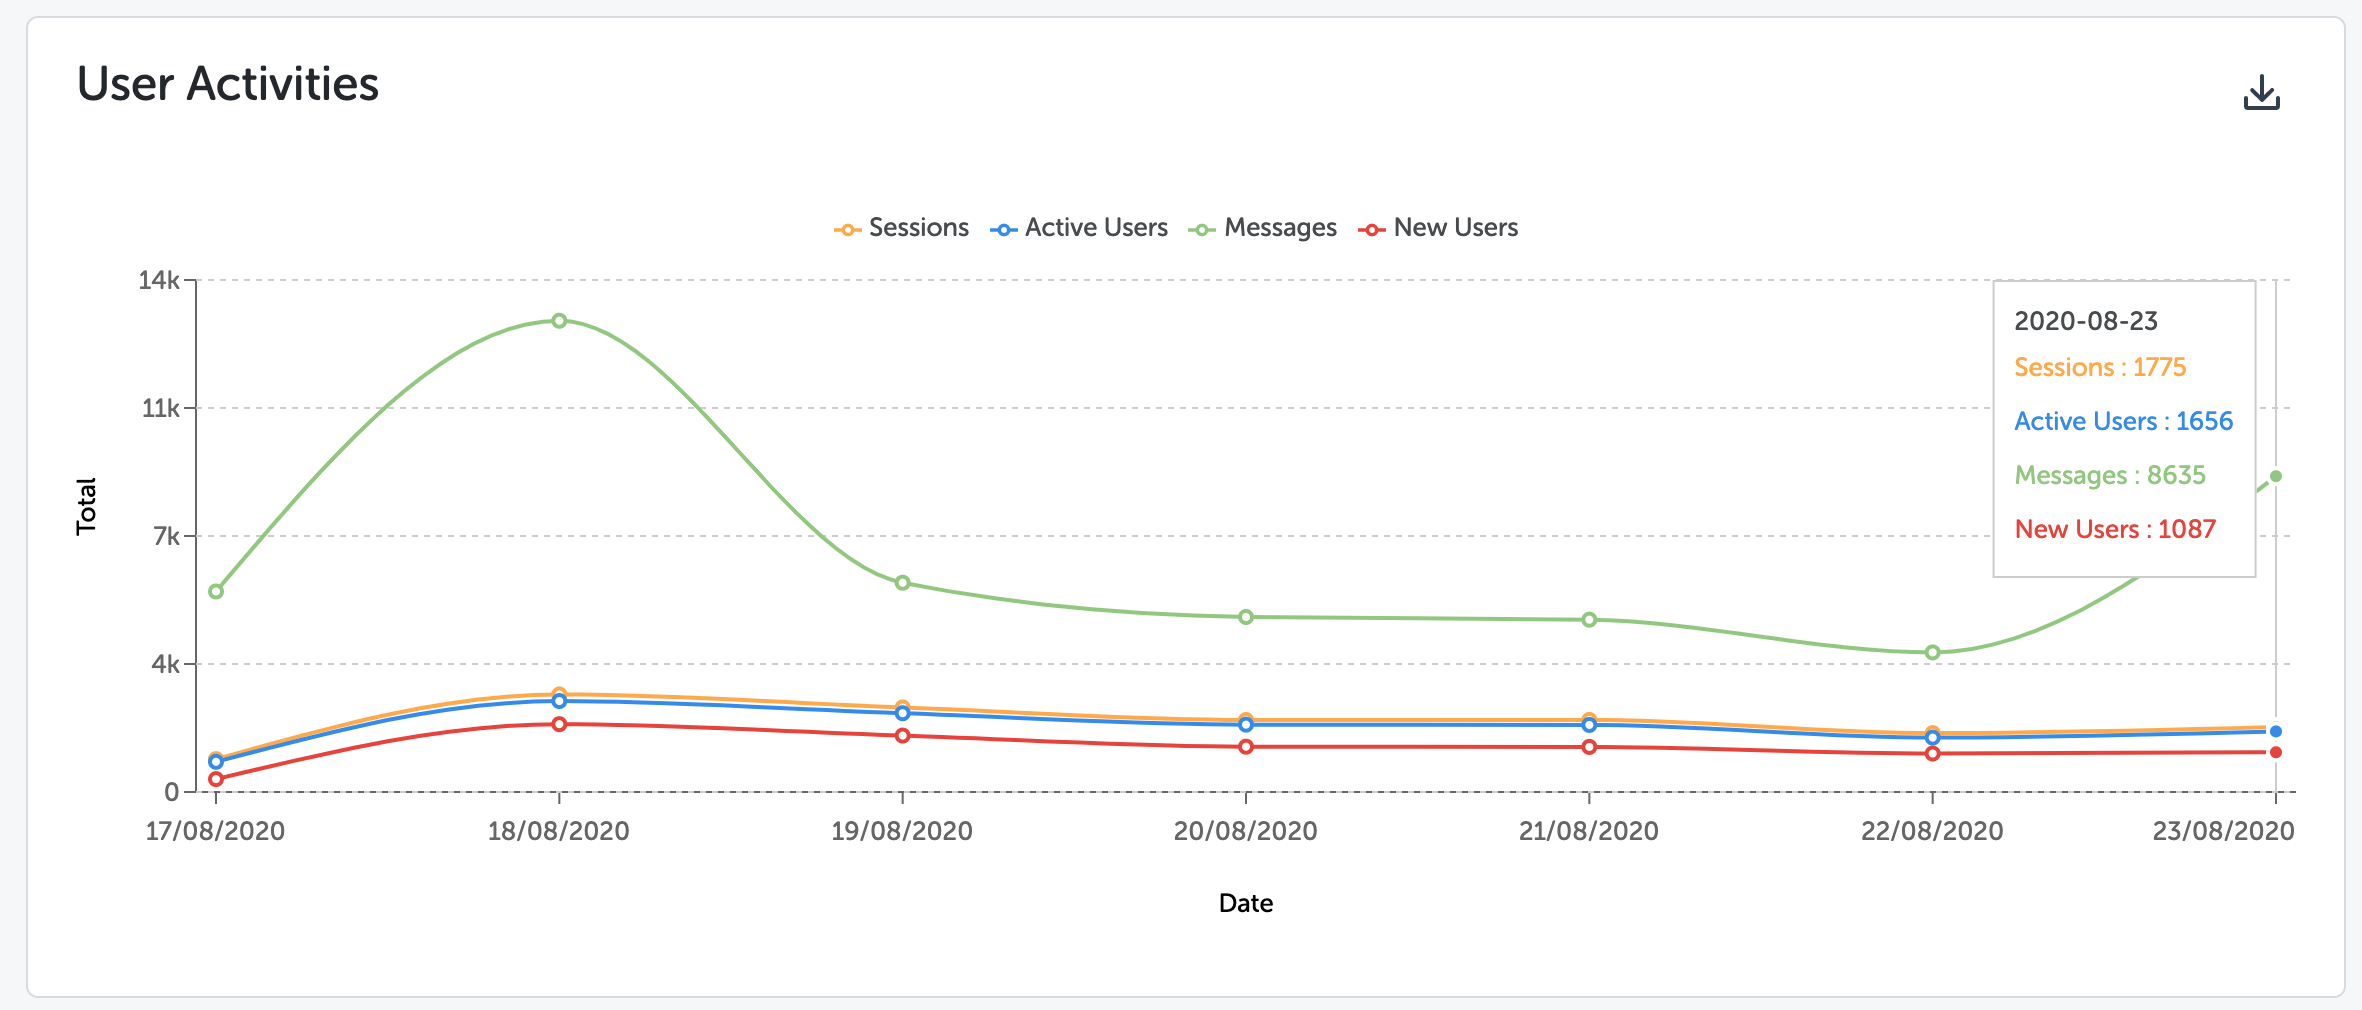 User Activities
Sessions Active Users Messages New Users
14k
11k
7k
4k
0
Total
2020-08-23
Sessions : 1775
Active Users : 1656
Messages : 8635
New Users : 1087
17/08/2020 18/08/2020 19/08/2020 20/08/2020 21/08/2020 22/08/2020 23/08/2020
Date